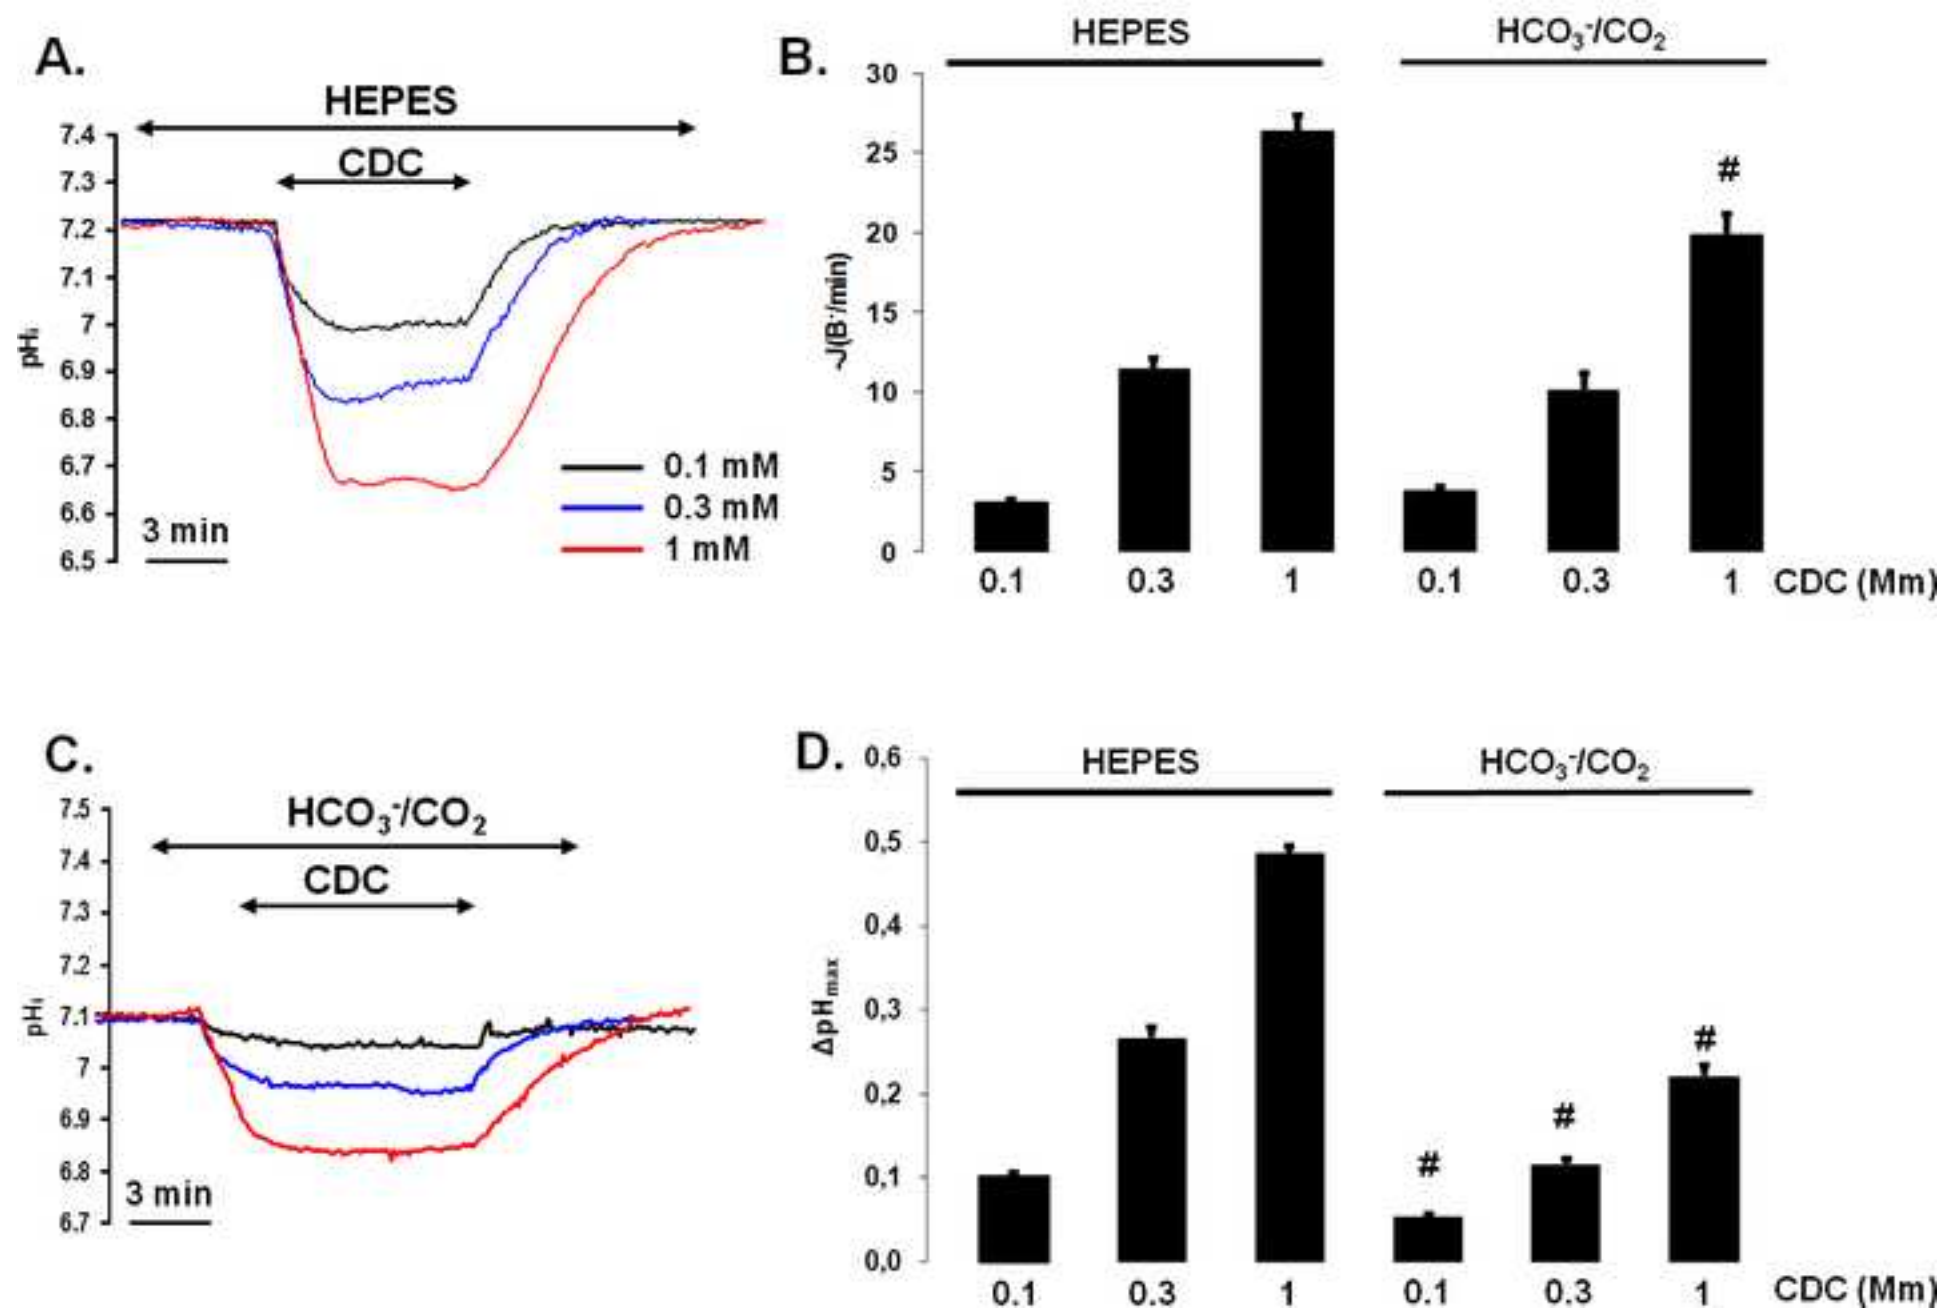 A.
HEPES
CDC
7.4
7.3
7.2
7.1
7
6.9
6.8
6.7
6.6
6.5
pHi
0.1 mM
0.3 mM
1 mM
3 min
B.
HEPES
HCO3-/CO2
30
25
20
15
10
5
0
-J(B-/min)
#
0.1 0.3 1 0.1 0.3 1 CDC (Mm)
C.
HCO3-/CO2
CDC
7.5
7.4
7.3
7.2
7.1
7
6.9
6.8
6.7
pHi
3 min
D.
HEPES
HCO3-/CO2
0,6
0,5
0,4
0,3
0,2
0,1
0,0
ΔpHmax
# # #
0.1 0.3 1 0.1 0.3 1 CDC (Mm)